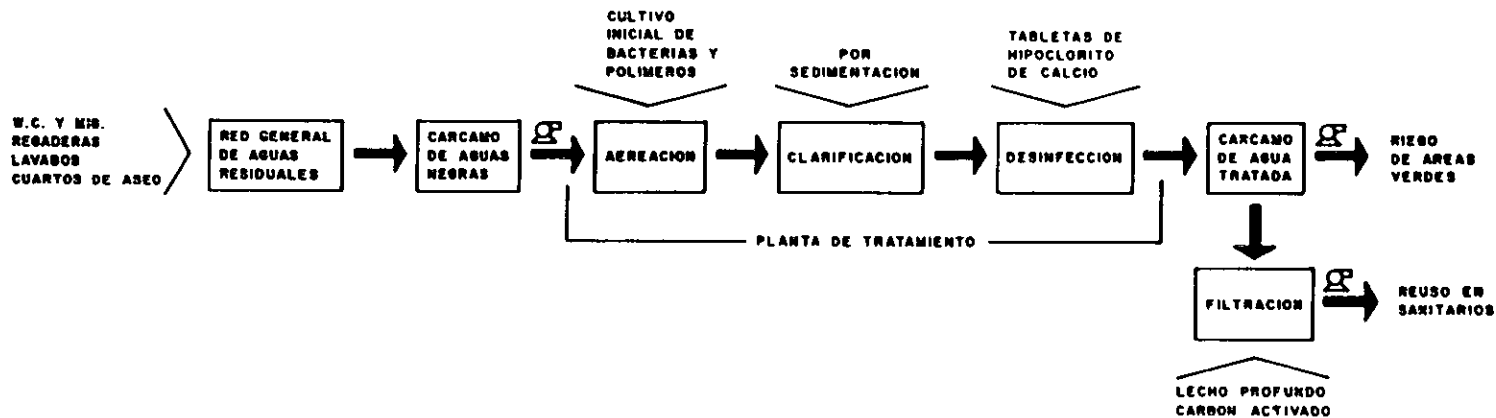 CULTIVO
INICIAL DE
BACTERIAS Y
POLIMEROS
POR
SEDIMENTACION
TABLETAS DE
HIPOCLORITO
DE CALCIO
W.C. Y MIG.
REGADERAS
LAVABOS
CUARTOS DE ASEO
RED GENERAL
DE AGUAS
RESIDUALES
CARCAMO
DE AGUAS
NEGRAS
AEREACION
CLARIFICACION
DESINFECCION
CARCAMO
DE AGUA
TRATADA
RIEGO
DE AREAS
VERDES
PLANTA DE TRATAMIENTO
FILTRACION
REUSO EN
SANITARIOS
LECHO PROFUNDO
CARBON ACTIVADO